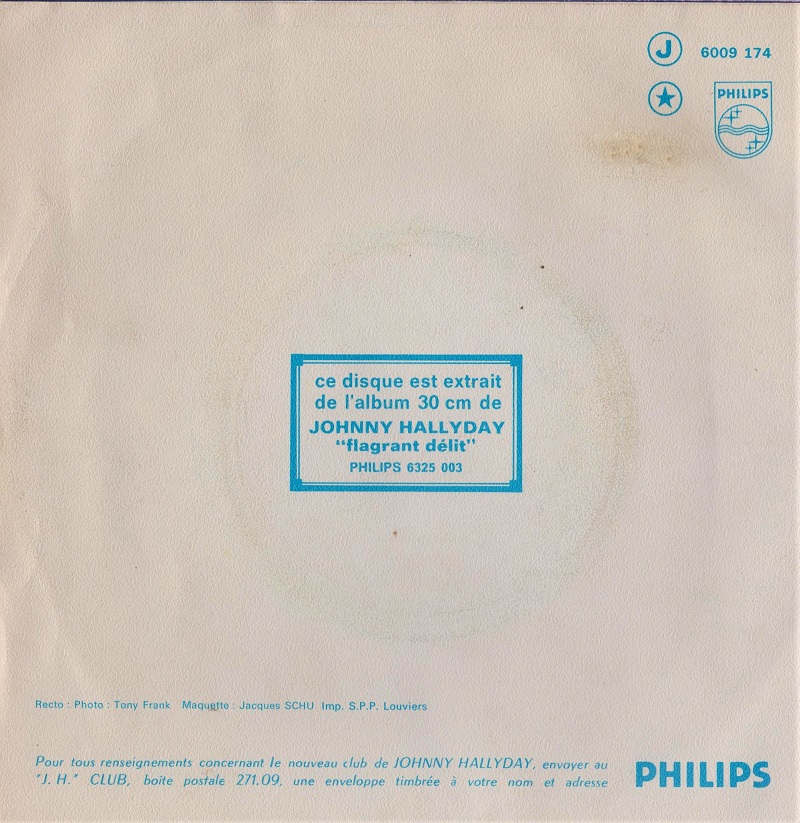 J 6009 174
PHILIPS
ce disque est extrait
de l'album 30 cm de
JOHNNY HALLYDAY
"flagrant délit"
PHILIPS 6325 003
Recto : Photo : Tony Frank Maquette : Jacques SCHU Imp. S.P.P. Louviers
Pour tous renseignements concernant le nouveau club de JOHNNY HALLYDAY, envoyer au
"J. H." CLUB, boite postale 271.09, une enveloppe timbrée à votre nom et adresse
PHILIPS